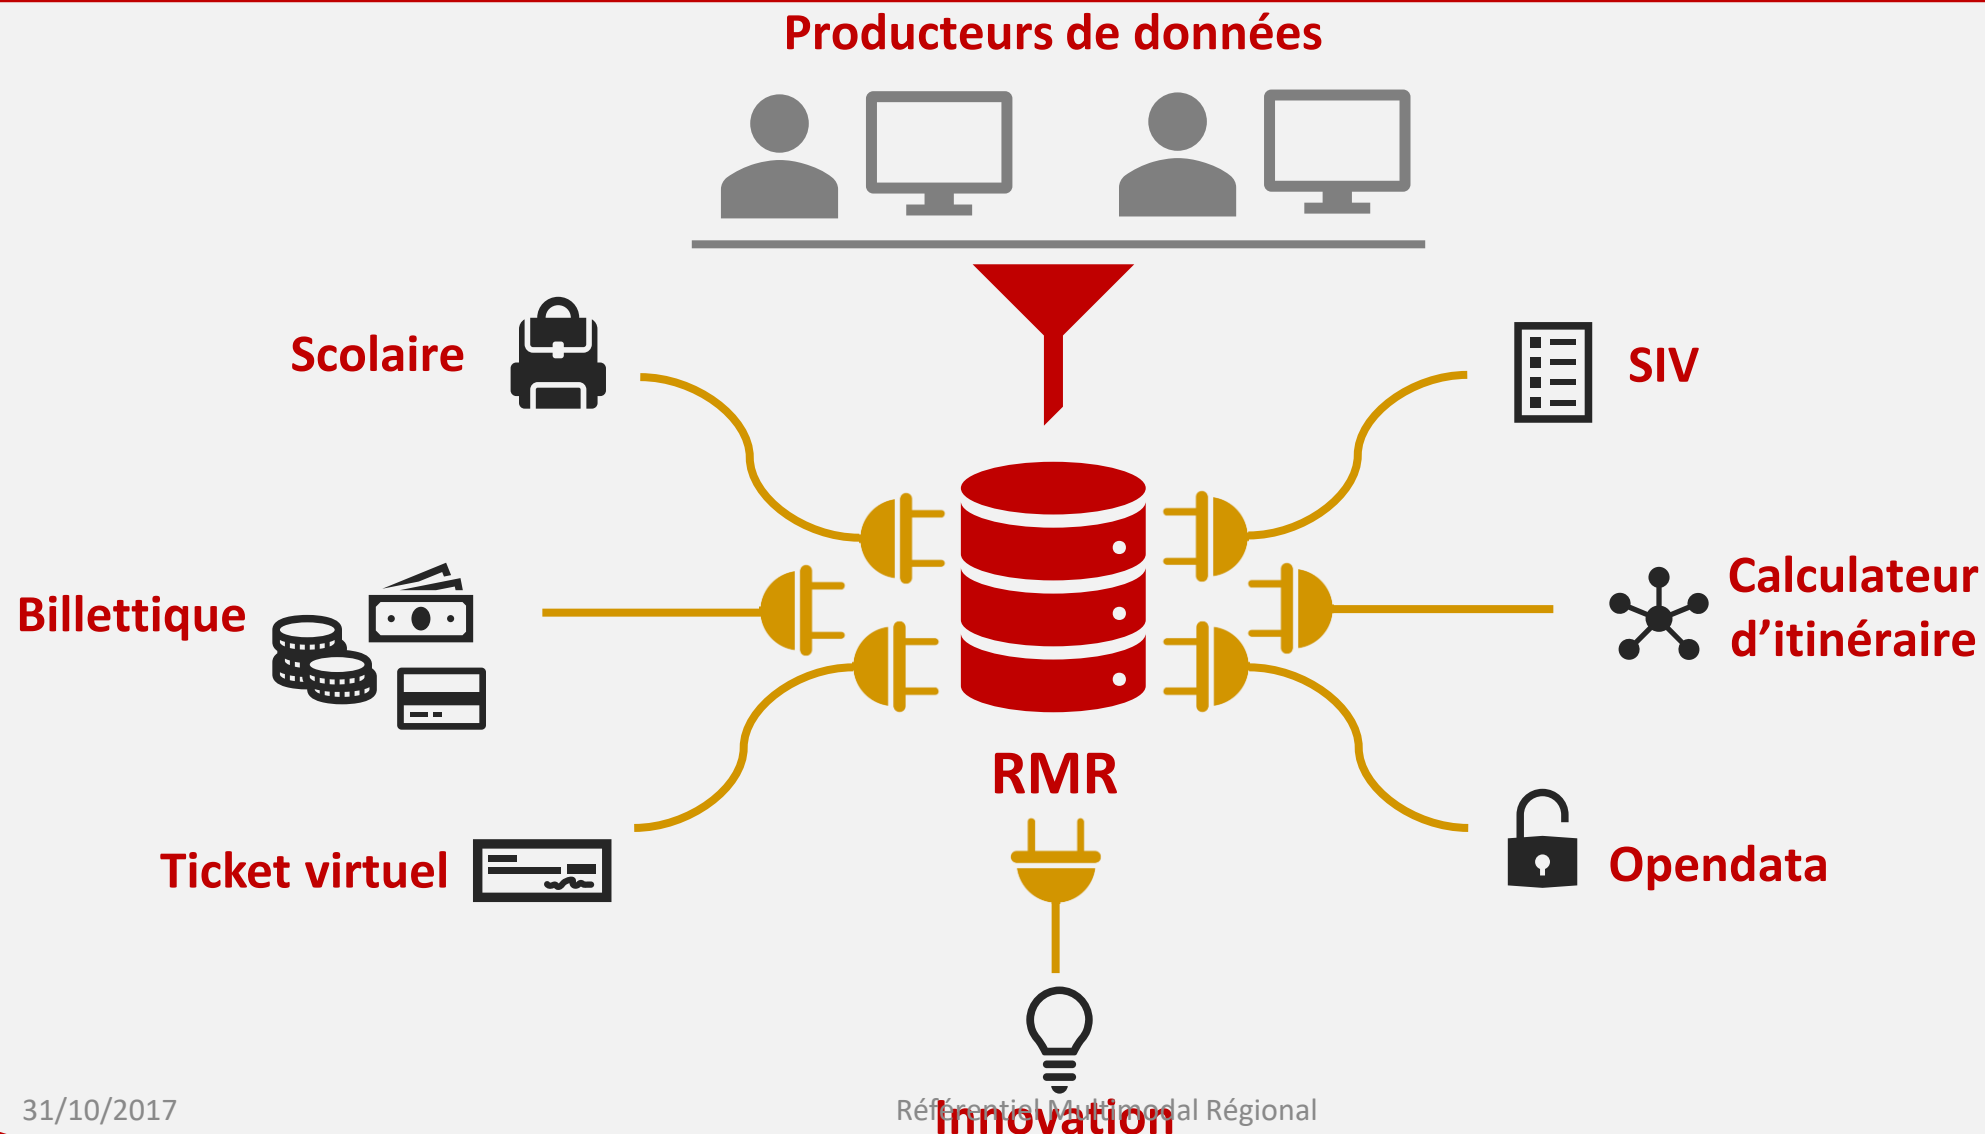 Producteurs de données
Scolaire
SIV
Billettique
Calculateur
d’itinéraire
RMR
Ticket virtuel
Opendata
Innovation
31/10/2017
Référentiel Multimodal Régional